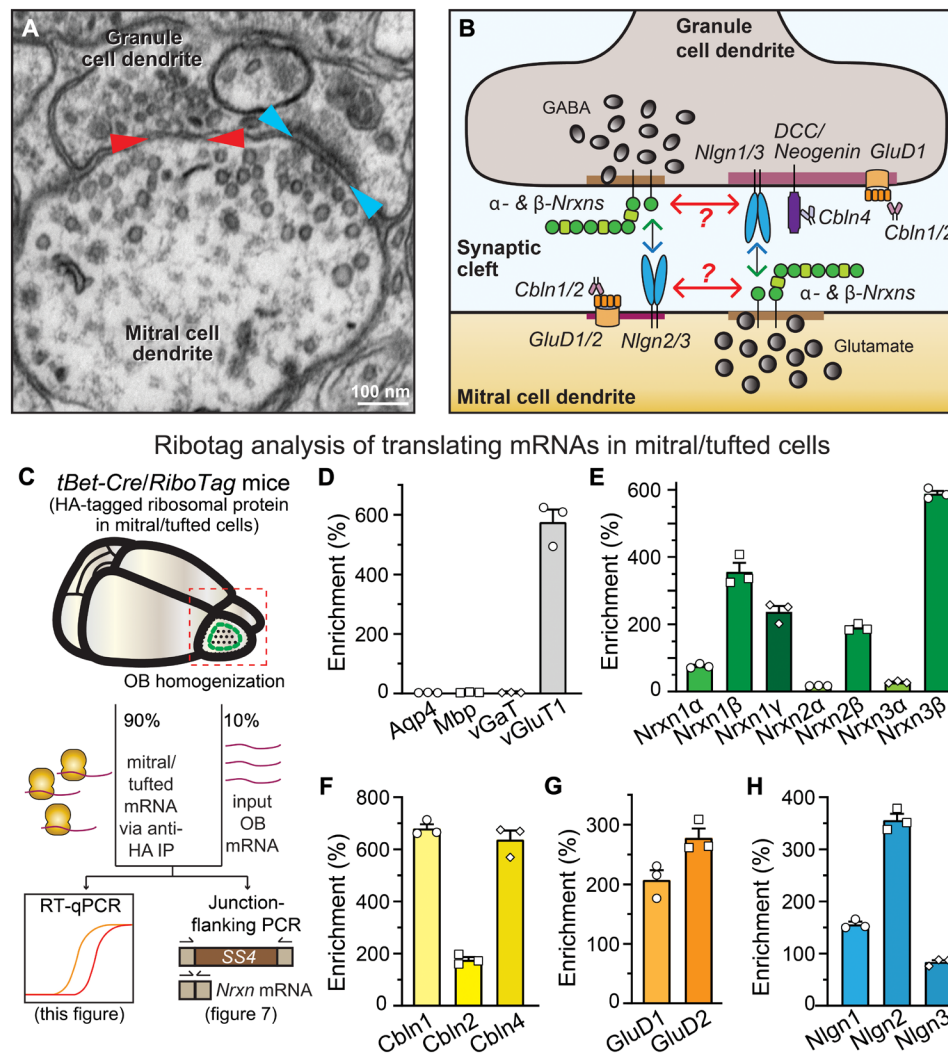 A
Granule
cell dendrite
Mitral cell
dendrite
100 nm
B
Granule
cell dendrite
GABA
DCC/
Nlgn1/3
Neogenin
GluD1
α- & β-Nrxns
?
Cbln4
Cbln1/2
Synaptic
cleft
Cbln1/2
?
α- & β-Nrxns
GluD1/2
Nlgn2/3
Glutamate
Mitral cell dendrite
Ribotag analysis of translating mRNAs in mitral/tufted cells
C
tBet-Cre/RiboTag mice
(HA-tagged ribosomal protein
in mitral/tufted cells)
OB homogenization
90%
10%
mitral/
tufted
mRNA
via anti-
HA IP
input
OB
mRNA
RT-qPCR
(this figure)
Junction-
flanking PCR
SS4
Nrxn mRNA
(figure 7)
D
Enrichment (%)
600
400
200
0
Aqp4
Mbp
vGaT
vGluT1
E
Enrichment (%)
600
400
200
0
Nrxn1α
Nrxn1β
Nrxn1γ
Nrxn2α
Nrxn2β
Nrxn3α
Nrxn3β
F
Enrichment (%)
800
600
400
200
0
Cbln1
Cbln2
Cbln4
G
Enrichment (%)
300
200
100
0
GluD1
GluD2
H
Enrichment (%)
400
300
200
100
0
Nlgn1
Nlgn2
Nlgn3